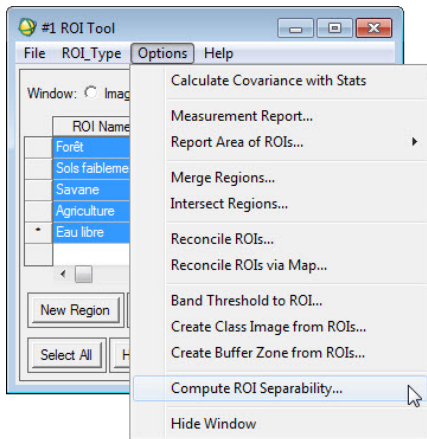 #1 ROI Tool
File ROI_Type Options Help
Window:
ROI Name
Forêt
Sols
Savane
Agriculture
* Eau libre
New Region
Select All
Calculate Covariance with Stats
Measurement Report...
Report Area of ROIs...
Merge Regions...
Intersect Regions...
Reconcile ROIs...
Reconcile ROIs via Map...
Band Threshold to ROI...
Create Class Image from ROIs...
Create Buffer Zone from ROIs...
Compute ROI Separability...
Hide Window